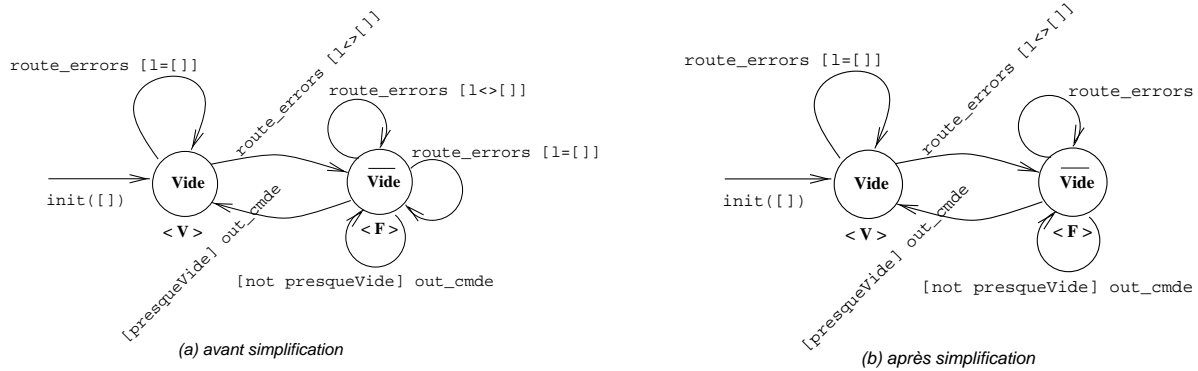 route_errors [l=[]]
route_errors [l<>[]]
route_errors [l<>[]]
route_errors [l=[]]
init([])
Vide
Vide
< V >
< F >
[presqueVide] out_cmde
[not presqueVide] out_cmde
(a) avant simplification
route_errors [l=[]]
route_errors [l<>[]]
route_errors
init([])
Vide
Vide
< V >
< F >
[presqueVide] out_cmde
[not presqueVide] out_cmde
(b) après simplification